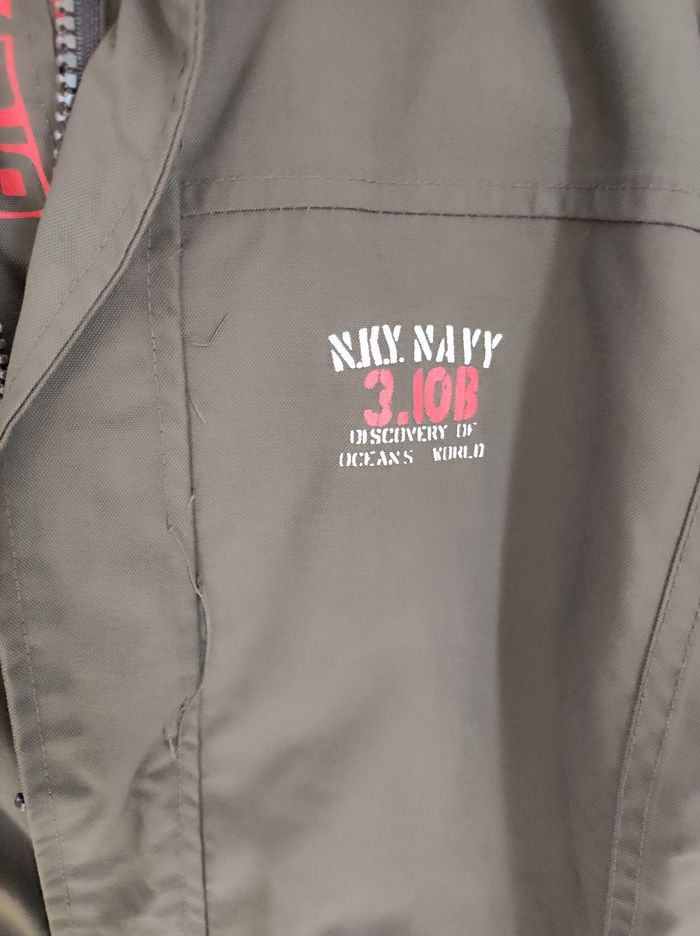 N.KY. NAVY
3.10B
DISCOVERY OF
OCEANS WORLD